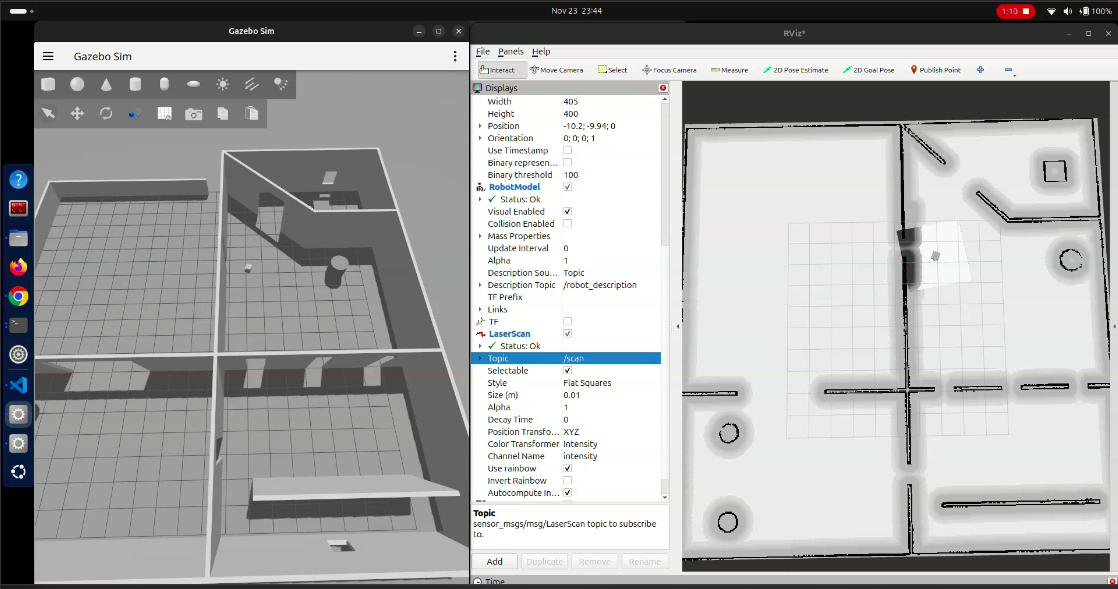 Nov 23 23:44
1:10
100%
Gazebo Sim
Gazebo Sim
RViz*
File Panels Help
Interact Move Camera Select Focus Camera Measure 2D Pose Estimate 2D Goal Pose Publish Point
Displays
Width 405
Height 400
Position -10.2; -9.94; 0
Orientation 0; 0; 0; 1
Use Timestamp
Binary represen...
Binary threshold 100
RobotModel
Status: Ok
Visual Enabled
Collision Enabled
Mass Properties
Update Interval 0
Alpha 1
Description Sou... Topic
Description Topic /robot_description
TF Prefix
Links
TF
LaserScan
Status: Ok
Topic /scan
Selectable
Style Flat Squares
Size (m) 0.01
Alpha 1
Decay Time 0
Position Transfo... XYZ
Color Transformer Intensity
Channel Name intensity
Use rainbow
Invert Rainbow
Autocompute In...
Topic
sensor_msgs/msg/LaserScan topic to subscribe
to.
Add Duplicate Remove Rename
Time